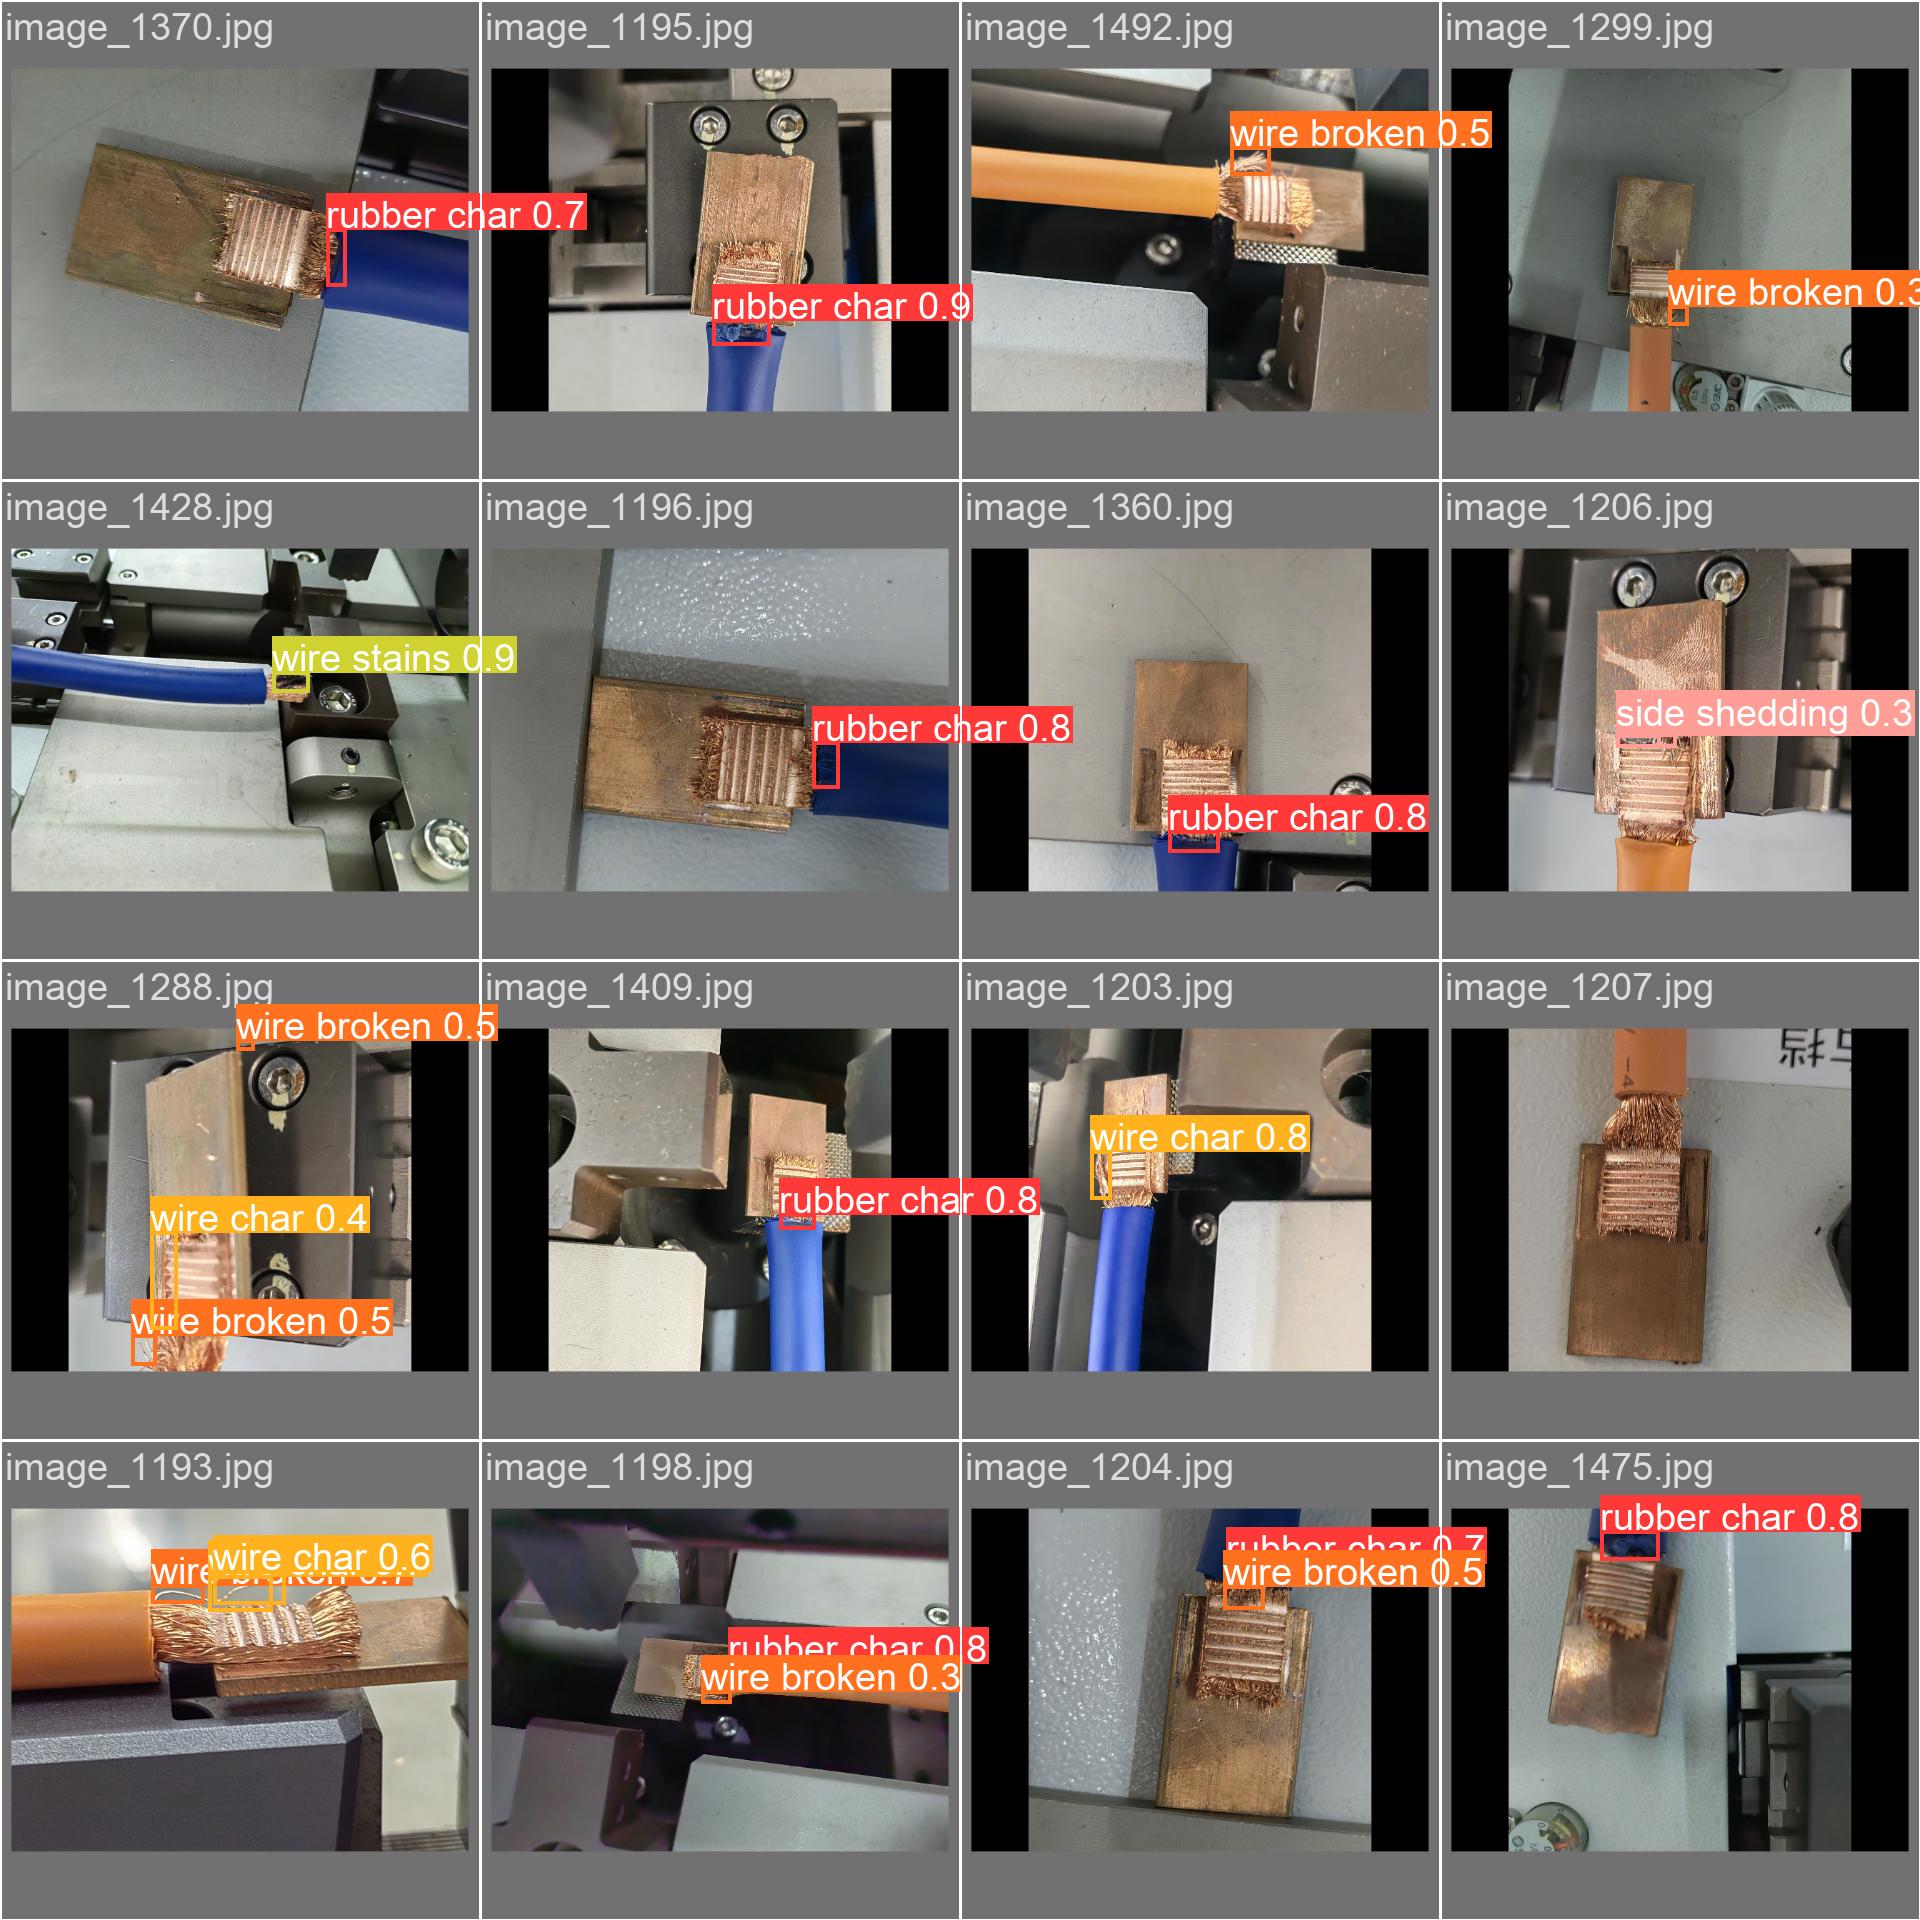 image_1370.jpg
rubber char 0.7
image_1195.jpg
rubber char 0.9
image_1492.jpg
wire broken 0.5
image_1299.jpg
wire broken 0.3
image_1428.jpg
wire stains 0.9
image_1196.jpg
rubber char 0.8
image_1360.jpg
rubber char 0.8
image_1206.jpg
side shedding 0.3
image_1288.jpg
wire broken 0.5
wire char 0.4
wire broken 0.5
image_1409.jpg
rubber char 0.8
image_1203.jpg
wire char 0.8
image_1207.jpg
image_1193.jpg
wire char 0.6
wire broken 0.7
image_1198.jpg
rubber char 0.8
wire broken 0.3
image_1204.jpg
rubber char 0.7
wire broken 0.5
image_1475.jpg
rubber char 0.8